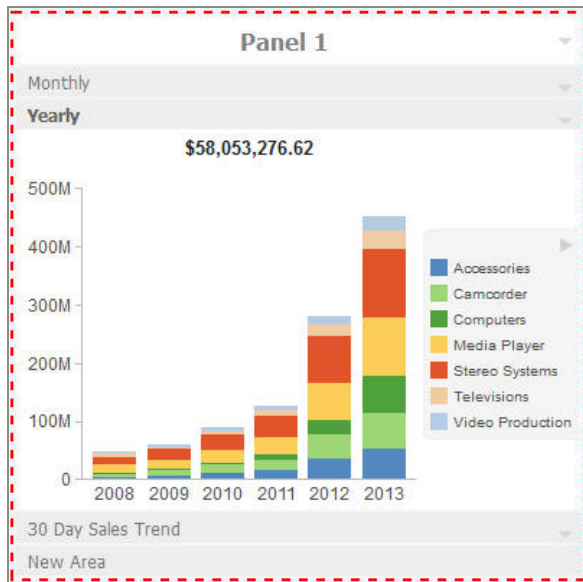 Panel 1
Monthly
Yearly
$58,053,276.62
500M
400M
300M
200M
100M
0
2008 2009 2010 2011 2012 2013
Accessories
Camcorder
Computers
Media Player
Stereo Systems
Televisions
Video Production
30 Day Sales Trend
New Area